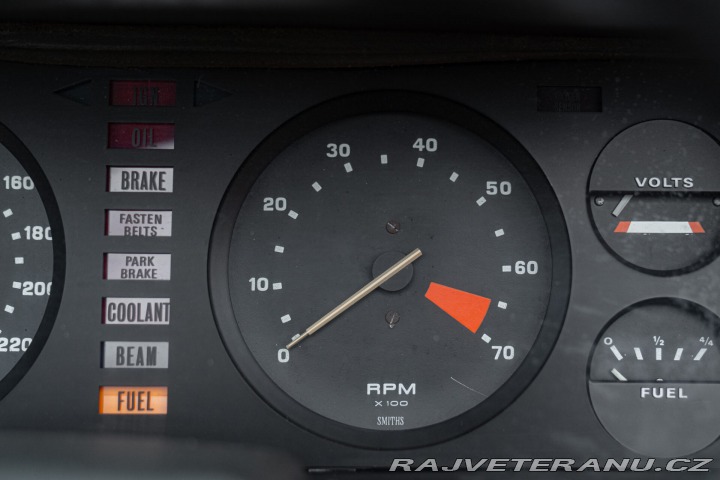 160
180
200
220
IGN
OIL
BRAKE
FASTEN
BELTS
PARK
BRAKE
COOLANT
BEAM
FUEL
0
10
20
30
40
50
60
70
RPM
X 100
SMITHS
VOLTS
0 1/2 4/4
FUEL
RAJVETERANU.CZ